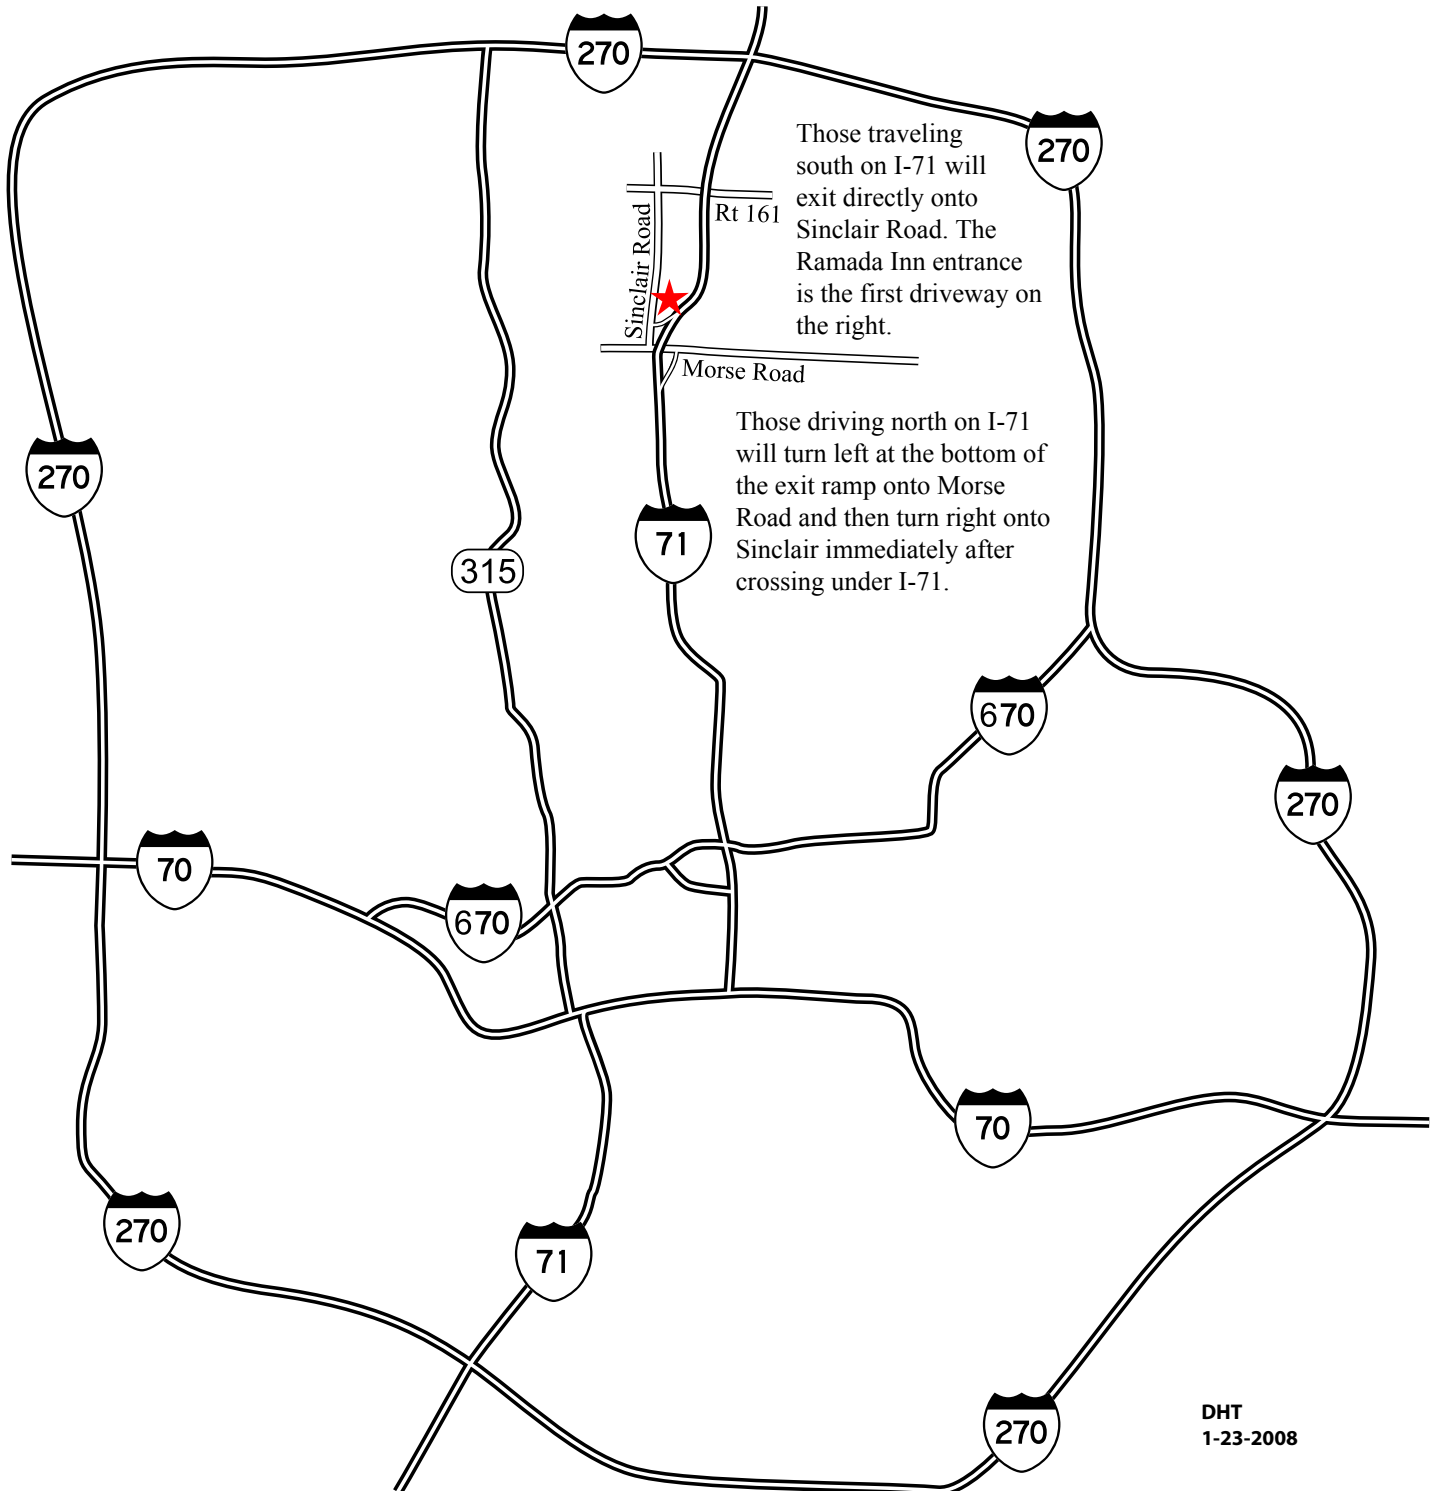 270
270
Those traveling
south on I-71 will
exit directly onto
Sinclair Road. The
Ramada Inn entrance
is the first driveway on
the right.
Rt 161
Sinclair Road
Morse Road
Those driving north on I-71
will turn left at the bottom of
the exit ramp onto Morse
Road and then turn right onto
Sinclair immediately after
crossing under I-71.
270
71
315
670
270
70
670
70
270
71
270
DHT
1-23-2008